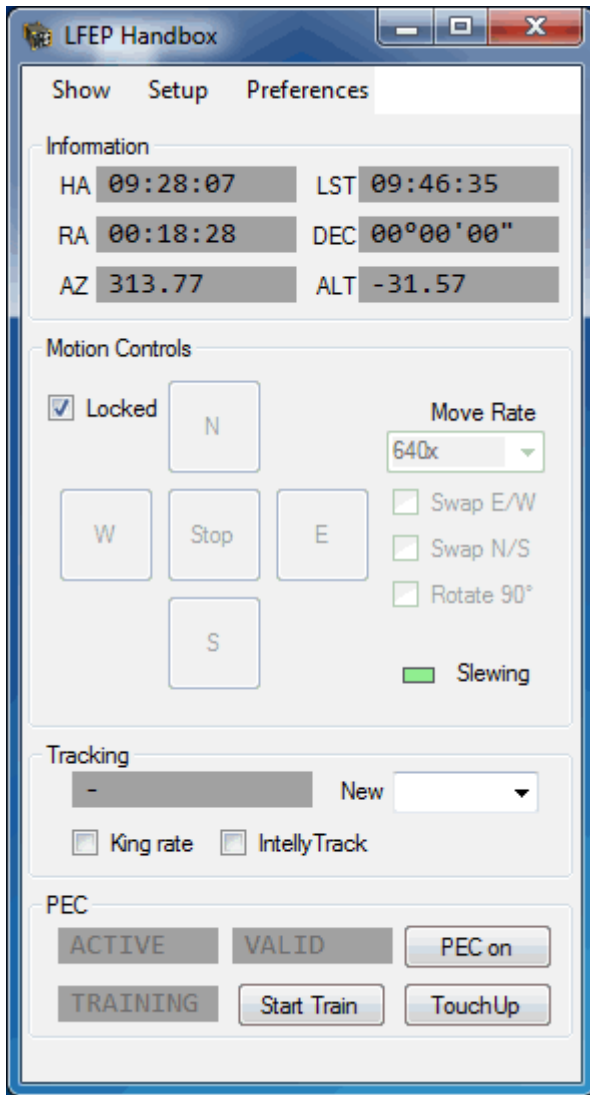 LFEP Handbox
Show Setup Preferences
Information
HA 09:28:07 LST 09:46:35
RA 00:18:28 DEC 00°00'00"
AZ 313.77 ALT -31.57
Motion Controls
Locked
N
Move Rate
640x
W Stop E
Swap E/W
Swap N/S
Rotate 90°
S
Slewing
Tracking
- New
King rate IntellyTrack
PEC
ACTIVE VALID PEC on
TRAINING Start Train TouchUp